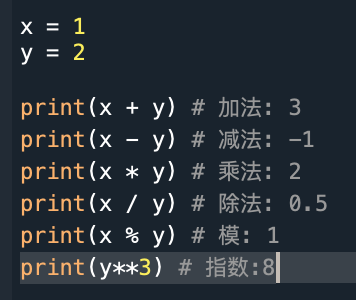 x = 1
y = 2
print(x + y) # 加法: 3
print(x - y) # 减法: -1
print(x * y) # 乘法: 2
print(x / y) # 除法: 0.5
print(x % y) # 模: 1
print(y**3) # 指数:8